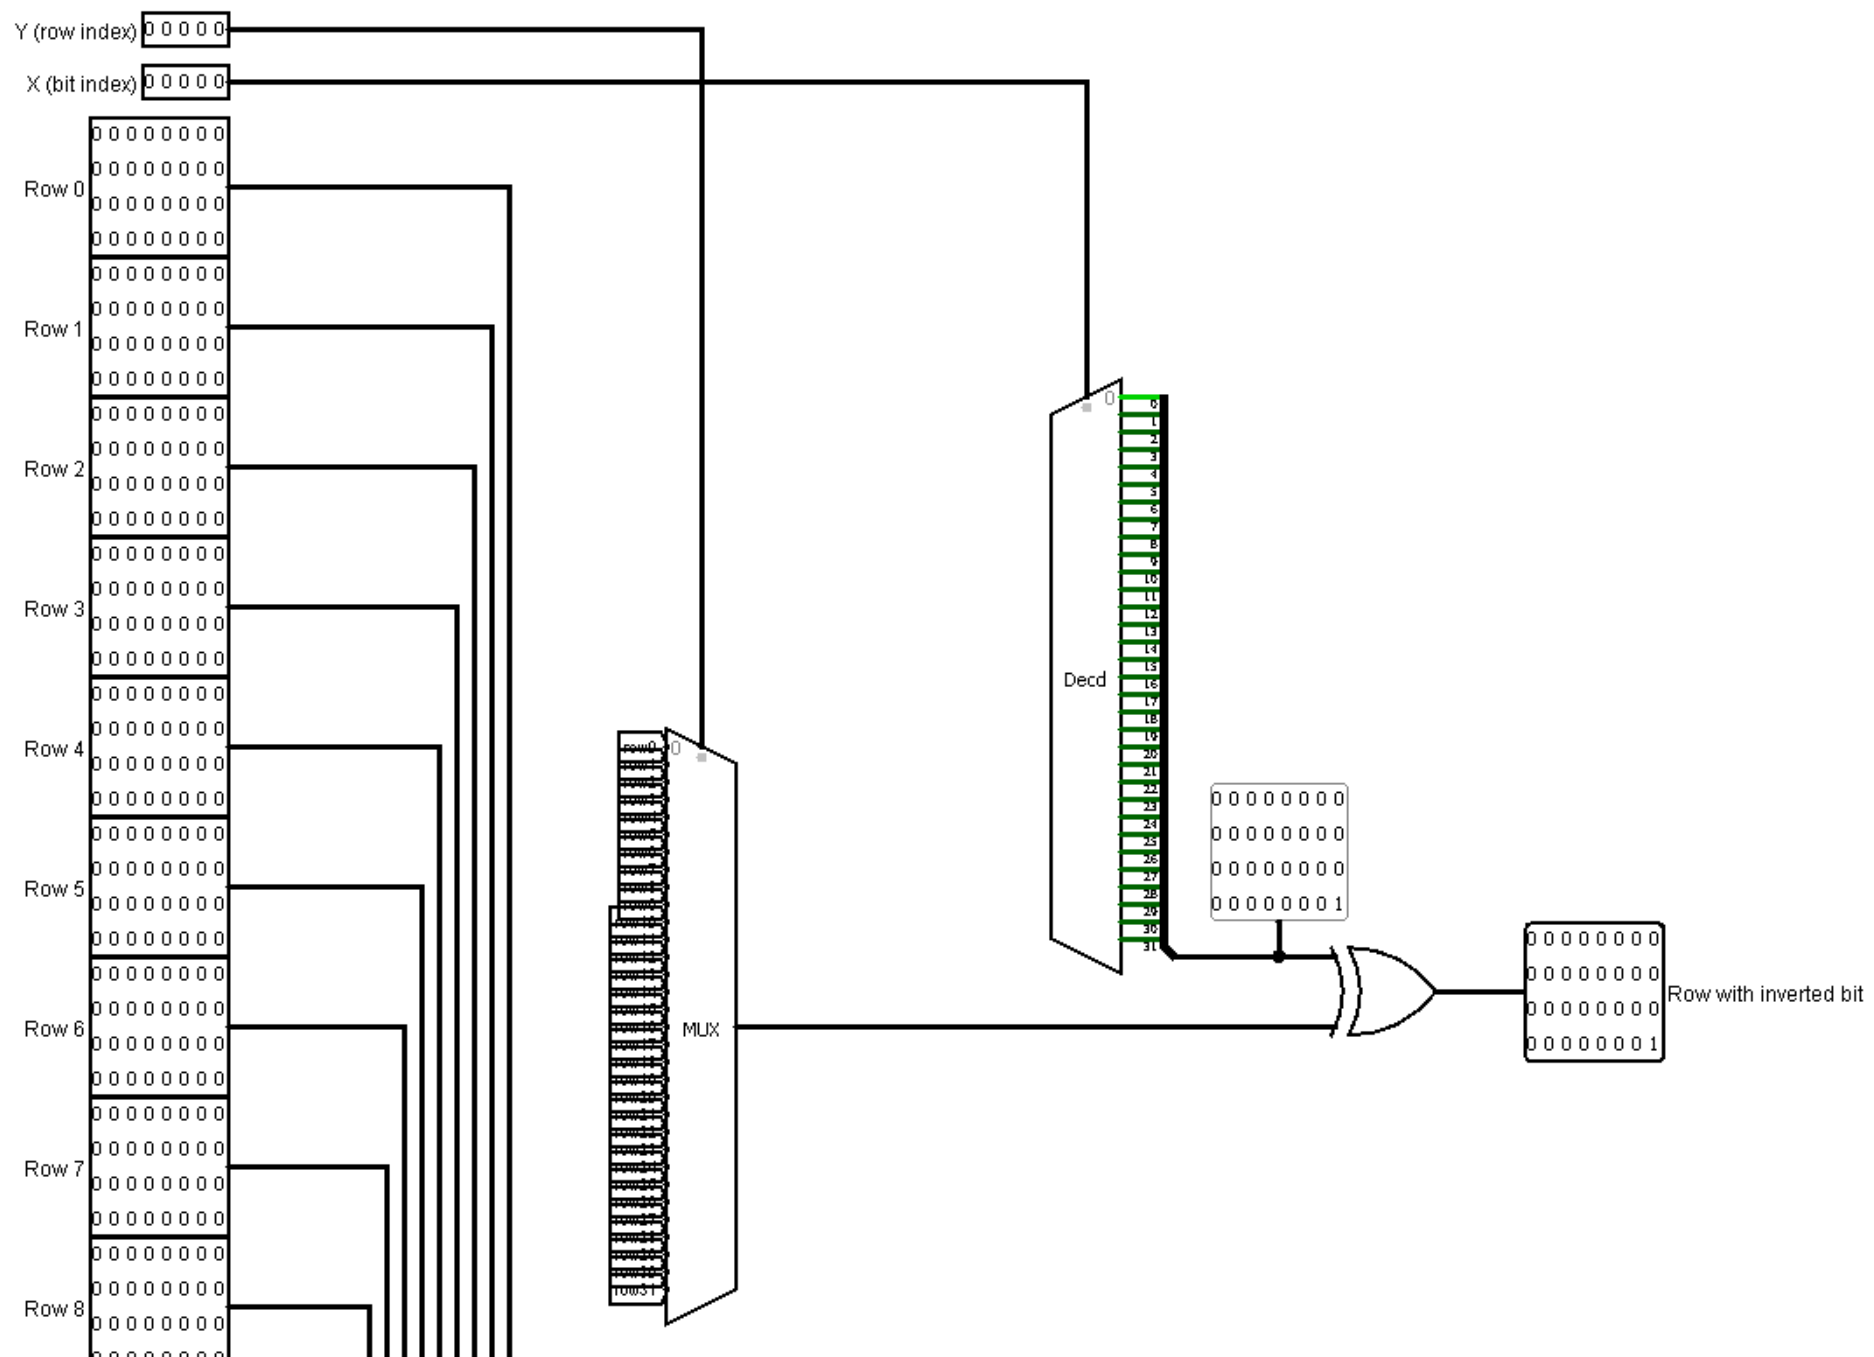 Y (row index) 0 0 0 0 0
X (bit index) 0 0 0 0 0
0 0 0 0 0 0 0 0
0 0 0 0 0 0 0 0
Row 0
0 0 0 0 0 0 0 0
0 0 0 0 0 0 0 0
0 0 0 0 0 0 0 0
0 0 0 0 0 0 0 0
Row 1
0 0 0 0 0 0 0 0
0 0 0 0 0 0 0 0
0 0 0 0 0 0 0 0
0 0 0 0 0 0 0 0
Row 2
0 0 0 0 0 0 0 0
0 0 0 0 0 0 0 0
0 0 0 0 0 0 0 0
0 0 0 0 0 0 0 0
Row 3
0 0 0 0 0 0 0 0
0 0 0 0 0 0 0 0
0 0 0 0 0 0 0 0
0 0 0 0 0 0 0 0
Row 4
0 0 0 0 0 0 0 0
0 0 0 0 0 0 0 0
0 0 0 0 0 0 0 0
0 0 0 0 0 0 0 0
Row 5
0 0 0 0 0 0 0 0
0 0 0 0 0 0 0 0
0 0 0 0 0 0 0 0
0 0 0 0 0 0 0 0
Row 6
0 0 0 0 0 0 0 0
0 0 0 0 0 0 0 0
0 0 0 0 0 0 0 0
0 0 0 0 0 0 0 0
Row 7
0 0 0 0 0 0 0 0
0 0 0 0 0 0 0 0
0 0 0 0 0 0 0 0
0 0 0 0 0 0 0 0
Row 8
0 0 0 0 0 0 0 0
row0
0
row31
MUX
0
Decd
0
1
2
3
4
5
6
7
8
9
10
11
12
13
14
15
16
17
18
19
20
21
22
23
24
25
26
27
28
29
30
31
0 0 0 0 0 0 0 0
0 0 0 0 0 0 0 0
0 0 0 0 0 0 0 0
0 0 0 0 0 0 0 1
0 0 0 0 0 0 0 0
0 0 0 0 0 0 0 0
Row with inverted bit
0 0 0 0 0 0 0 0
0 0 0 0 0 0 0 1